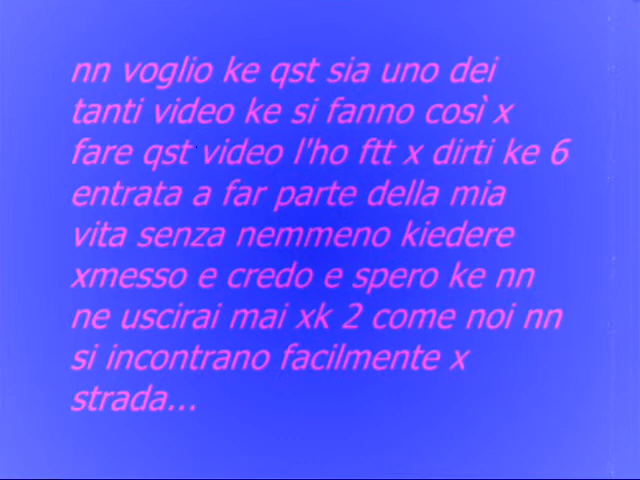 nn voglio ke qst sia uno dei
tanti video ke si fanno così x
fare qst video l'ho ftt x dirti ke 6
entrata a far parte della mia
vita senza nemmeno kiedere
xmesso e credo e spero ke nn
ne uscirai mai xk 2 come noi nn
si incontrano facilmente x
strada...